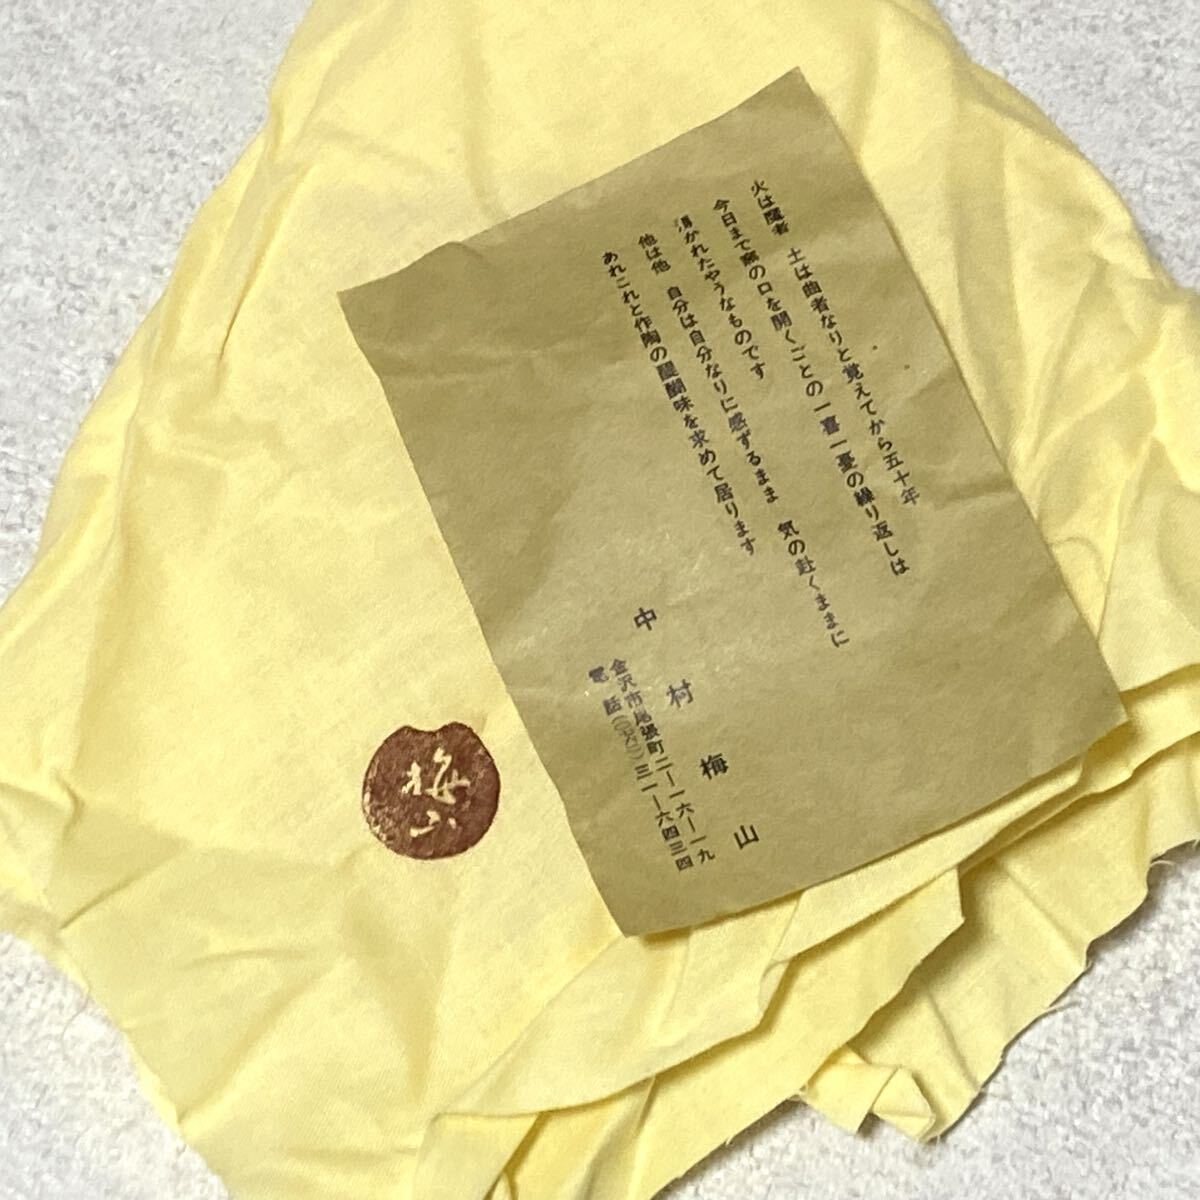 火は魔者　土は曲者なりと覚えてから五十年
今日まで窯の口を開くごとの一喜一憂の繰り返しは
憑かれたやうなものです
他は他　自分は自分なりに感ずるまま　気の赴くままに
あれこれと作陶の醍醐味を求めて居ります
中村梅山
金沢市尾張町二―一六―一九
電話（〇七六二）三一―六四三四
梅山